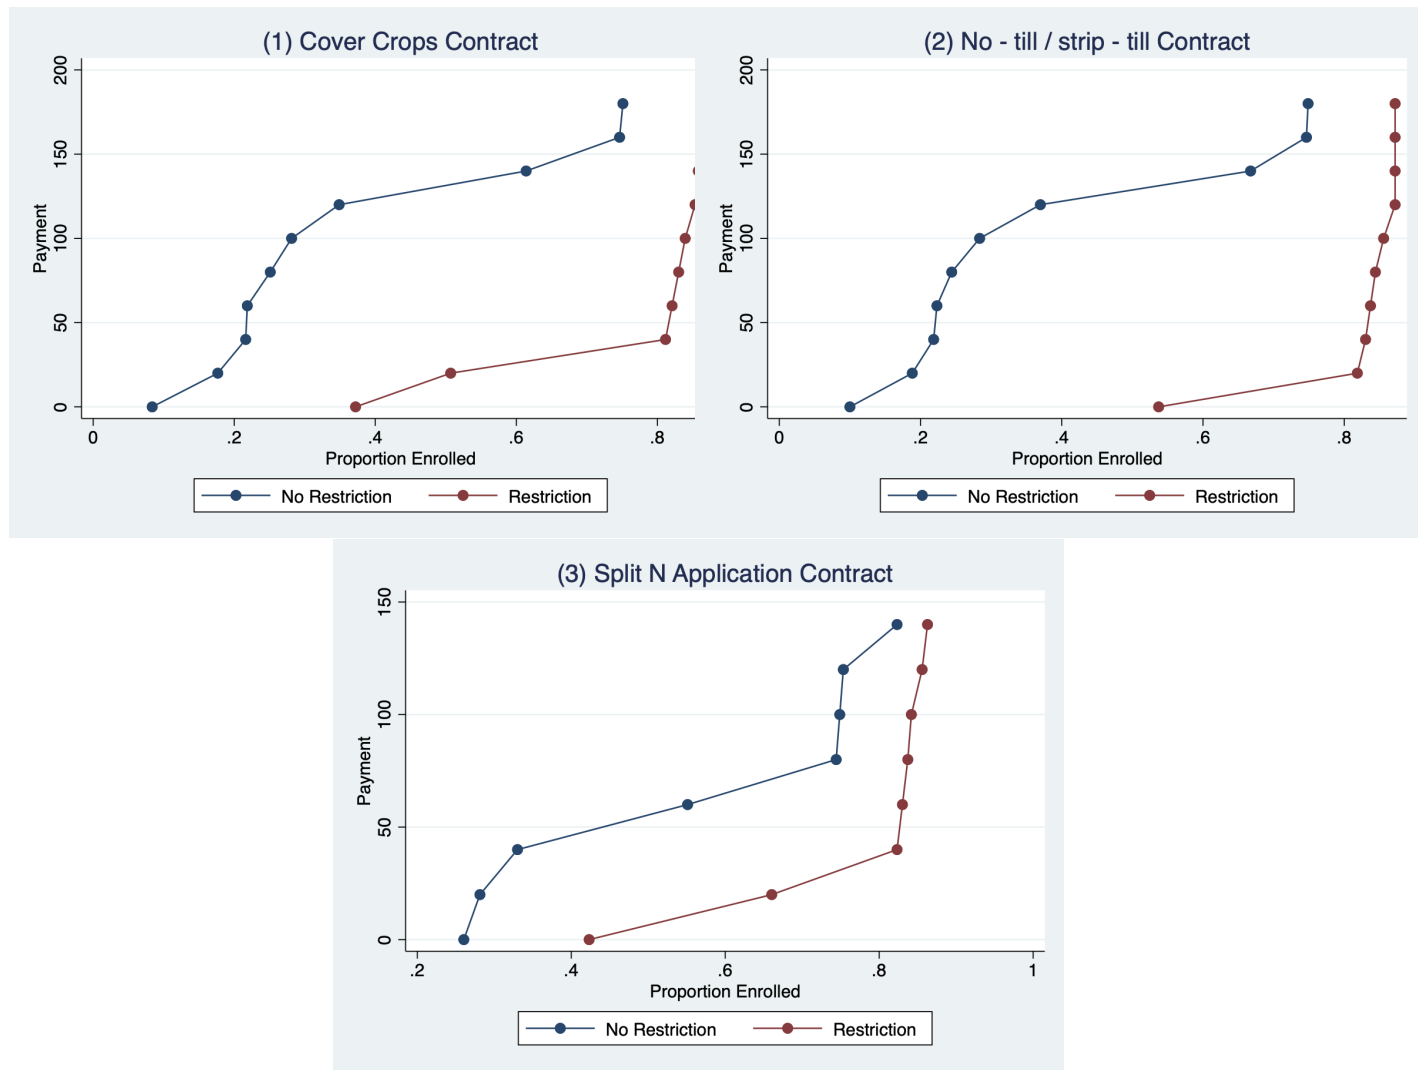 (1) Cover Crops Contract
200
150
100
50
0
Payment
0 .2 .4 .6 .8
Proportion Enrolled
No Restriction Restriction
(2) No - till / strip - till Contract
200
150
100
50
0
Payment
0 .2 .4 .6 .8
Proportion Enrolled
No Restriction Restriction
(3) Split N Application Contract
150
100
50
0
Payment
.2 .4 .6 .8 1
Proportion Enrolled
No Restriction Restriction